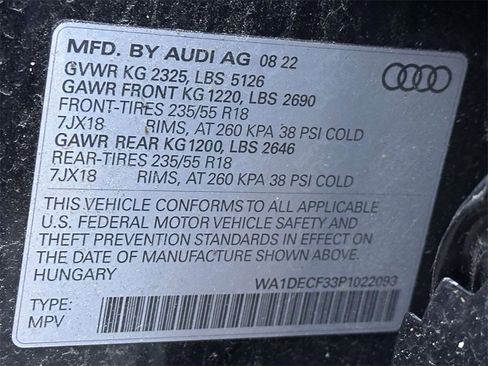 MFD. BY AUDI AG 08 22
GVWR KG 2325, LBS 5126
GAWR FRONT KG 1220, LBS 2690
FRONT-TIRES 235/55 R18
7JX18 RIMS, AT 260 KPA 38 PSI COLD
GAWR REAR KG1200, LBS 2646
REAR-TIRES 235/55 R18
7JX18 RIMS, AT 260 KPA 38 PSI COLD
THIS VEHICLE CONFORMS TO ALL APPLICABLE
U.S. FEDERAL MOTOR VEHICLE SAFETY AND
THEFT PREVENTION STANDARDS IN EFFECT ON
THE DATE OF MANUFACTURE SHOWN ABOVE.
HUNGARY WA1DECF33P1022093
TYPE:
MPV